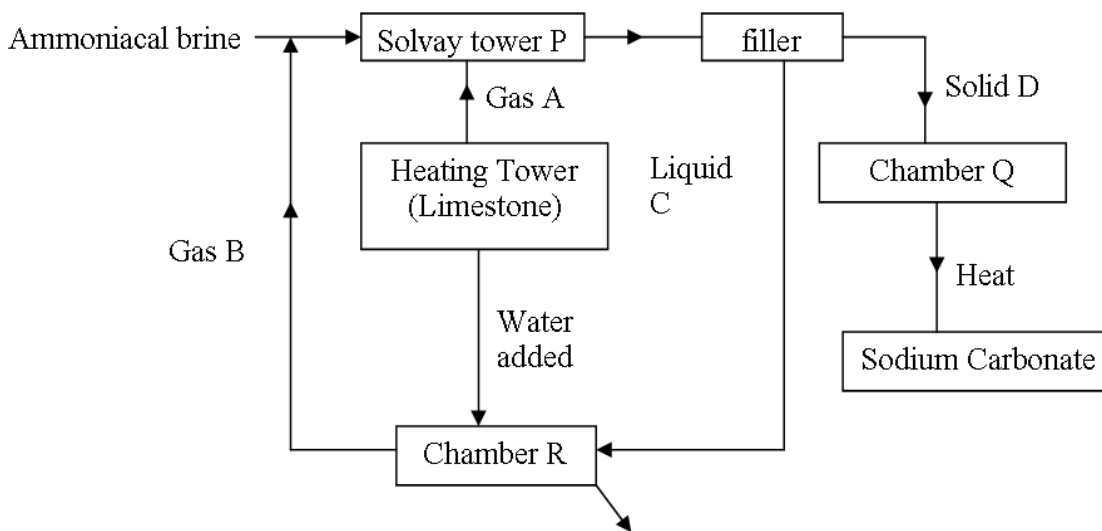 Ammoniacal brine
Solvay tower P
filler
Gas A
Solid D
Heating Tower
(Limestone)
Liquid
C
Chamber Q
Gas B
Heat
Water
added
Sodium Carbonate
Chamber R